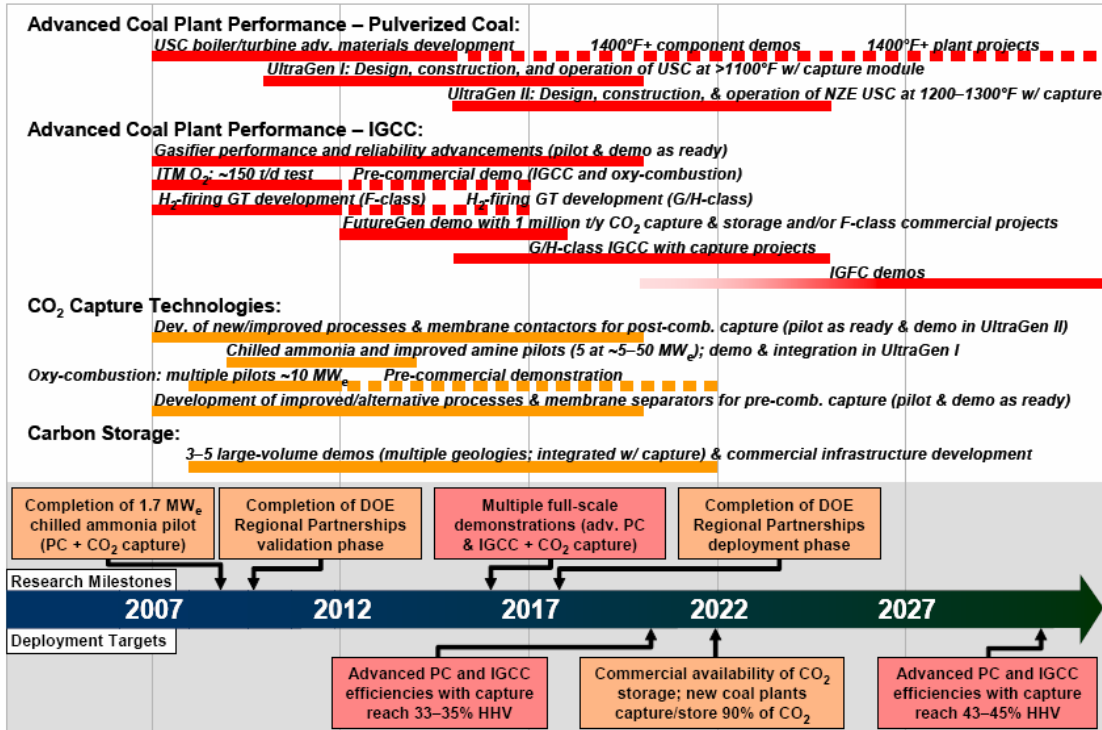 Advanced Coal Plant Performance – Pulverized Coal:
USC boiler/turbine adv. materials development 1400°F+ component demos 1400°F+ plant projects
UltraGen I: Design, construction, and operation of USC at >1100°F w/ capture module
UltraGen II: Design, construction, & operation of NZE USC at 1200–1300°F w/ capture
Advanced Coal Plant Performance – IGCC:
Gasifier performance and reliability advancements (pilot & demo as ready)
ITM O₂: ~150 t/d test Pre-commercial demo (IGCC and oxy-combustion)
H₂-firing GT development (F-class) H₂-firing GT development (G/H-class)
FutureGen demo with 1 million t/y CO₂ capture & storage and/or F-class commercial projects
G/H-class IGCC with capture projects
IGFC demos
CO₂ Capture Technologies:
Dev. of new/improved processes & membrane contactors for post-comb. capture (pilot as ready & demo in UltraGen II)
Chilled ammonia and improved amine pilots (5 at ~5–50 MWₑ); demo & integration in UltraGen I
Oxy-combustion: multiple pilots ~10 MWₑ Pre-commercial demonstration
Development of improved/alternative processes & membrane separators for pre-comb. capture (pilot & demo as ready)
Carbon Storage:
3–5 large-volume demos (multiple geologies; integrated w/ capture) & commercial infrastructure development
Completion of 1.7 MWₑ
chilled ammonia pilot
(PC + CO₂ capture)
Completion of DOE
Regional Partnerships
validation phase
Multiple full-scale
demonstrations (adv. PC
& IGCC + CO₂ capture)
Completion of DOE
Regional Partnerships
deployment phase
Research Milestones
2007 2012 2017 2022 2027
Deployment Targets
Advanced PC and IGCC
efficiencies with capture
reach 33–35% HHV
Commercial availability of CO₂
storage; new coal plants
capture/store 90% of CO₂
Advanced PC and IGCC
efficiencies with capture
reach 43–45% HHV